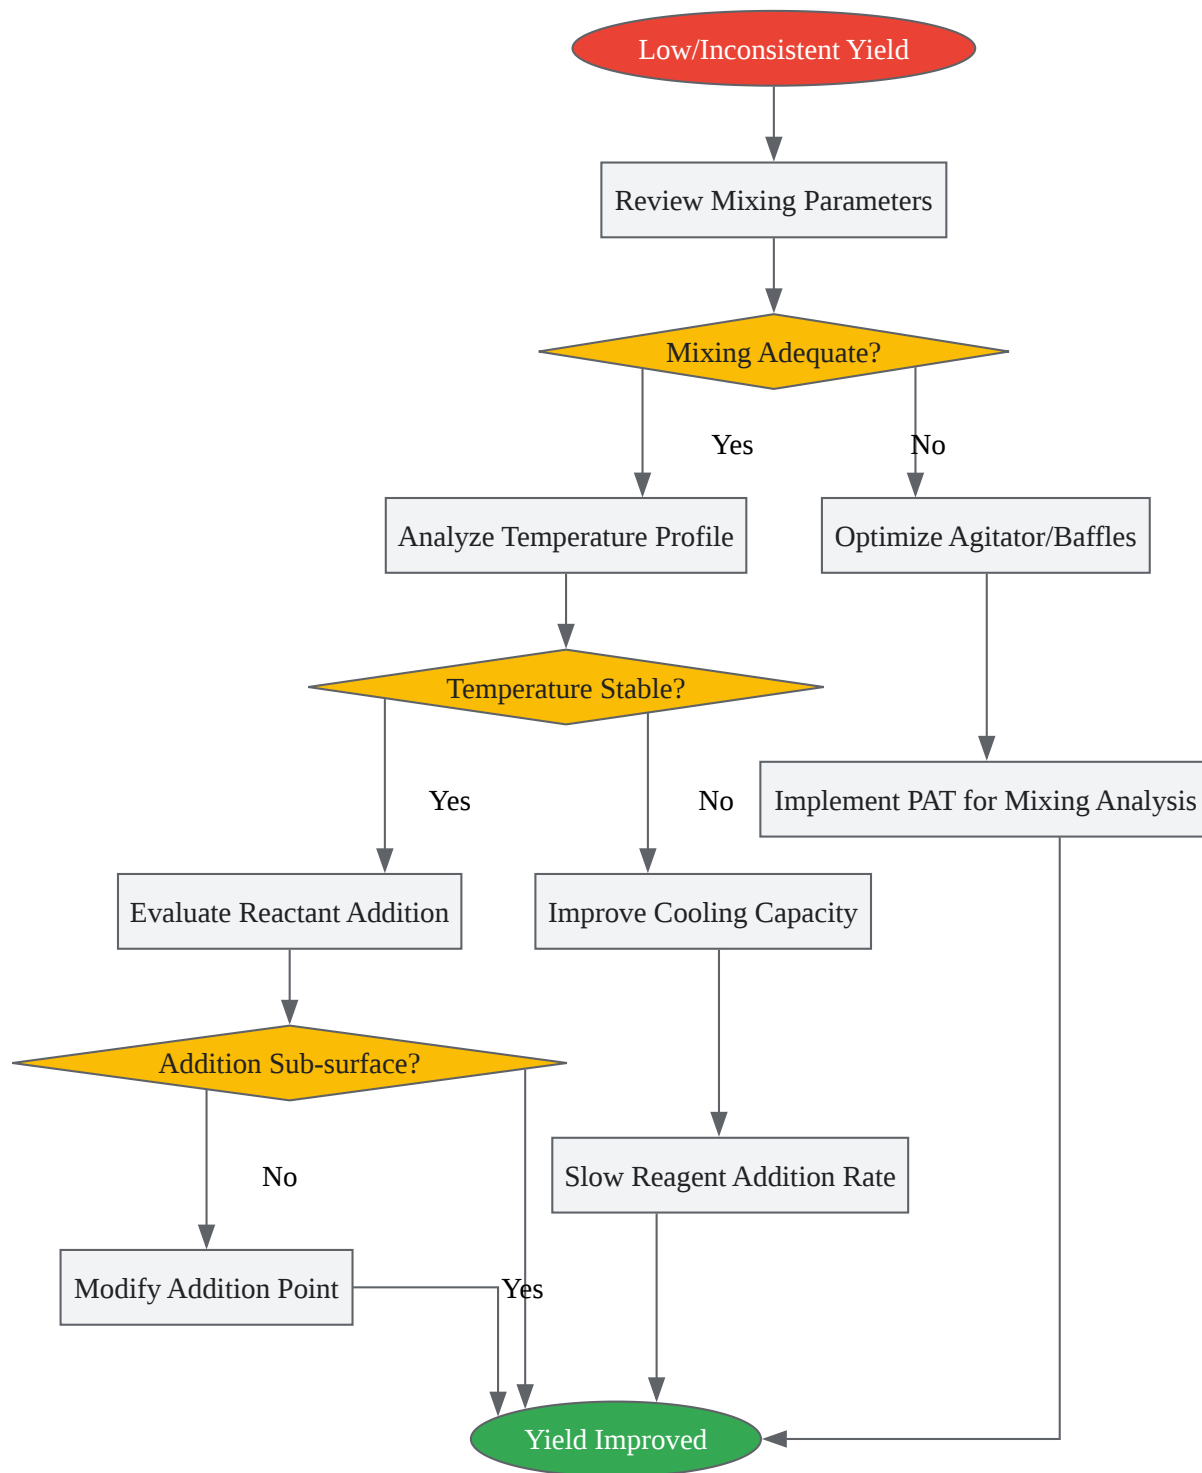 Low/Inconsistent Yield
Review Mixing Parameters
Mixing Adequate?
Yes
No
Analyze Temperature Profile
Optimize Agitator/Baffles
Temperature Stable?
Yes
No
Implement PAT for Mixing Analysis
Evaluate Reactant Addition
Improve Cooling Capacity
Addition Sub-surface?
No
Slow Reagent Addition Rate
Modify Addition Point
Yes
Yield Improved